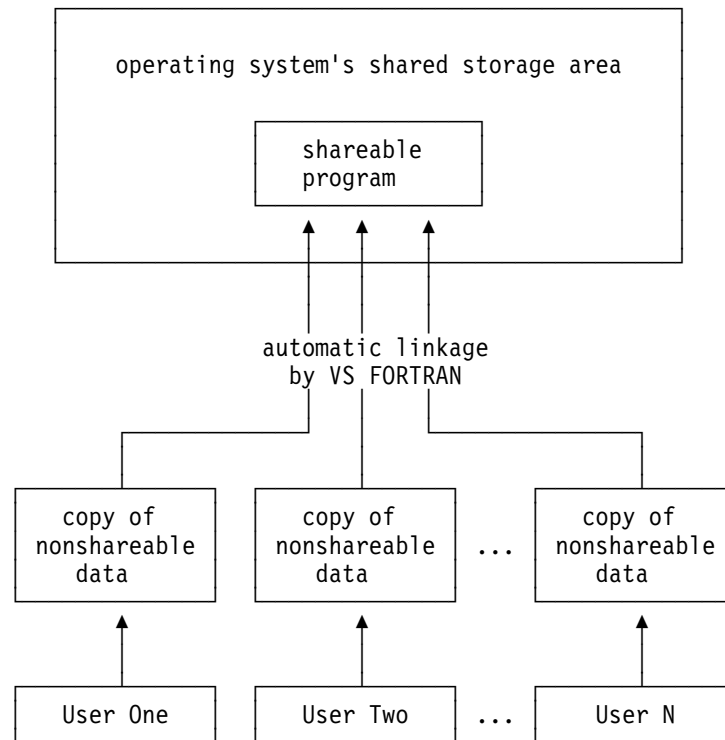 operating system's shared storage area
shareable
program
automatic linkage
by VS FORTRAN
copy of
nonshareable
data
copy of
nonshareable
data
...
copy of
nonshareable
data
User One
User Two
...
User N